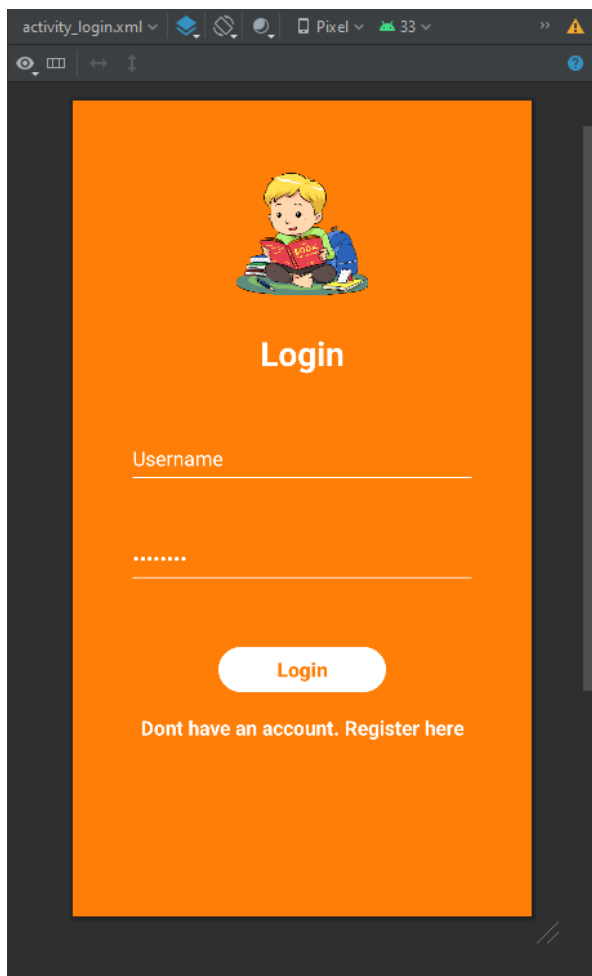 activity_login.xml Pixel 33
Login
Username
........
Login
Dont have an account. Register here